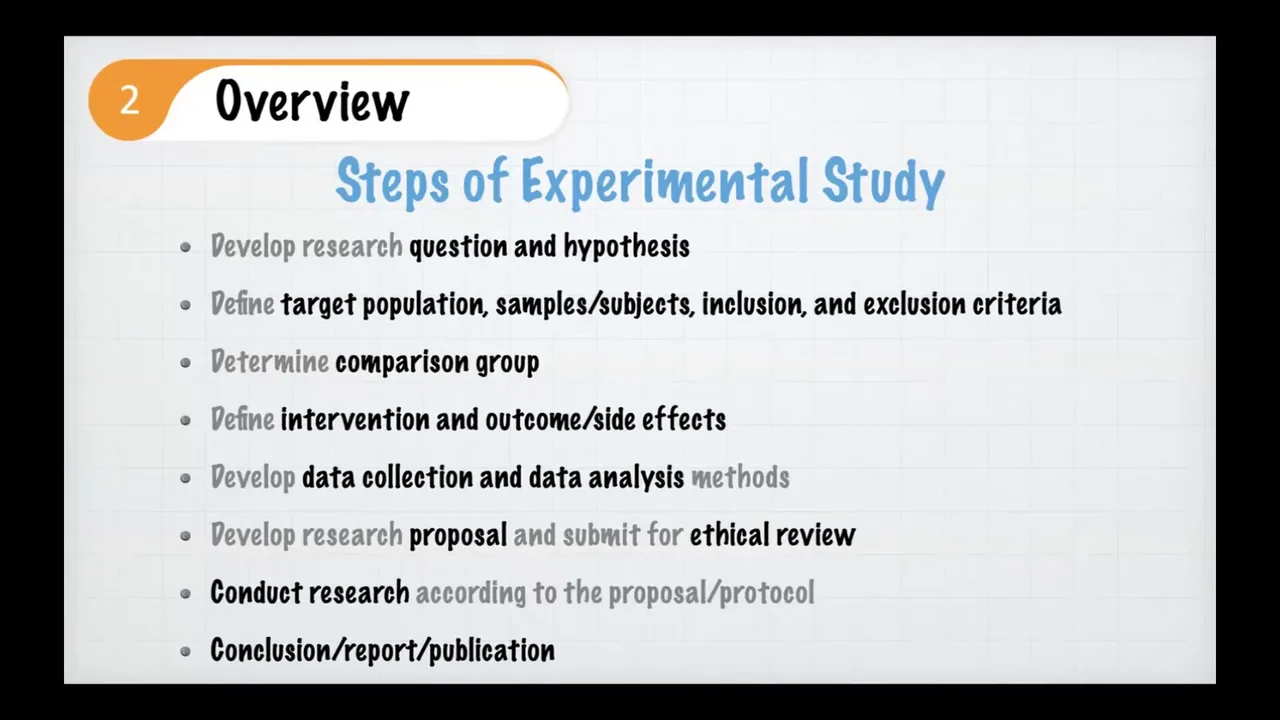 2
Overview
Steps of Experimental Study
• Develop research question and hypothesis
• Define target population, samples/subjects, inclusion, and exclusion criteria
• Determine comparison group
• Define intervention and outcome/side effects
• Develop data collection and data analysis methods
• Develop research proposal and submit for ethical review
• Conduct research according to the proposal/protocol
• Conclusion/report/publication